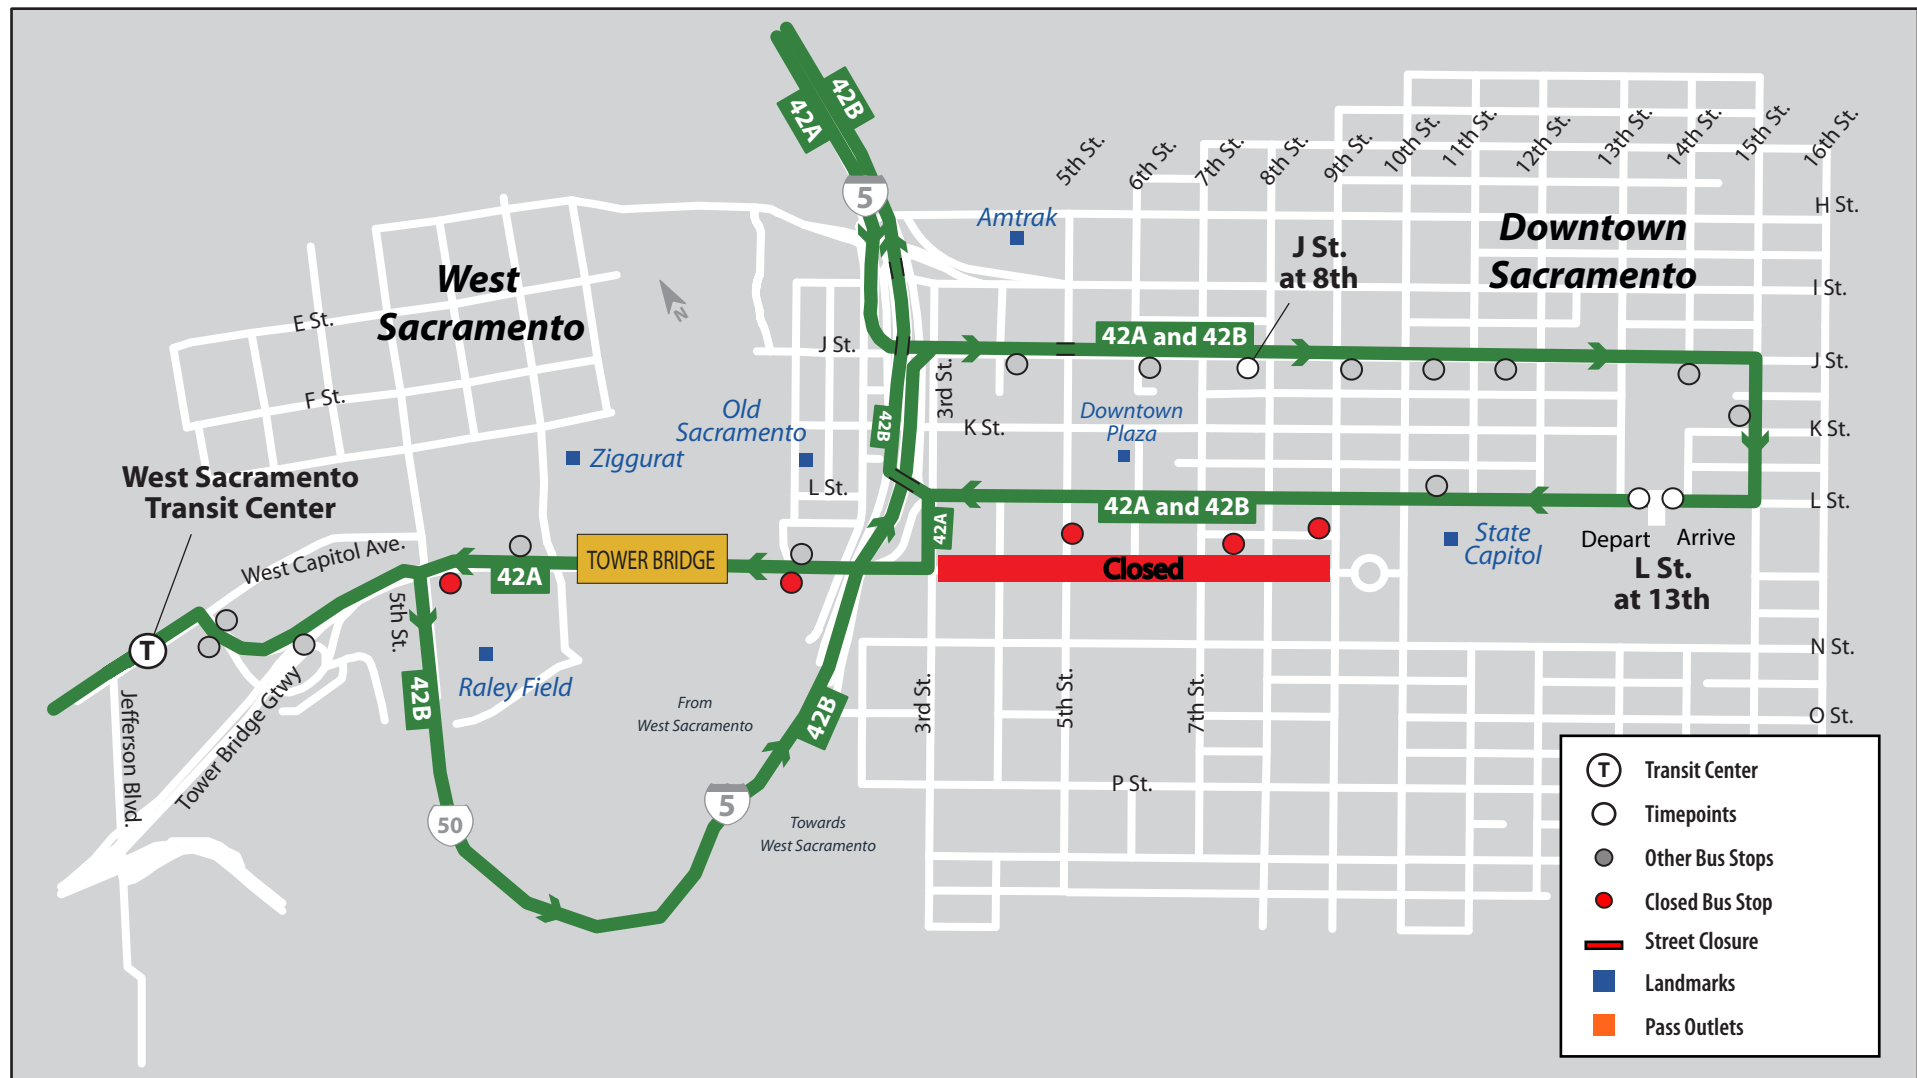 42B
42A
5
5th St.
6th St.
7th St.
8th St.
9th St.
10th St.
11th St.
12th St.
13th St.
14th St.
15th St.
16th St.
H St.
Amtrak
Downtown
Sacramento
J St.
at 8th
I St.
West
Sacramento
N
E St.
F St.
J St.
42A and 42B
J St.
3rd St.
Old
Sacramento
42B
K St.
Downtown
Plaza
K St.
Ziggurat
West Sacramento
Transit Center
L St.
42A and 42B
L St.
State
Capitol
Depart
Arrive
L St.
at 13th
42A
West Capitol Ave.
TOWER BRIDGE
42A
Closed
5th St.
T
N St.
Raley Field
42B
Jefferson Blvd.
Tower Bridge Gtwy
From
West Sacramento
42B
3rd St.
5th St.
7th St.
O St.
P St.
5
50
Towards
West Sacramento
T
Transit Center
Timepoints
Other Bus Stops
Closed Bus Stop
Street Closure
Landmarks
Pass Outlets